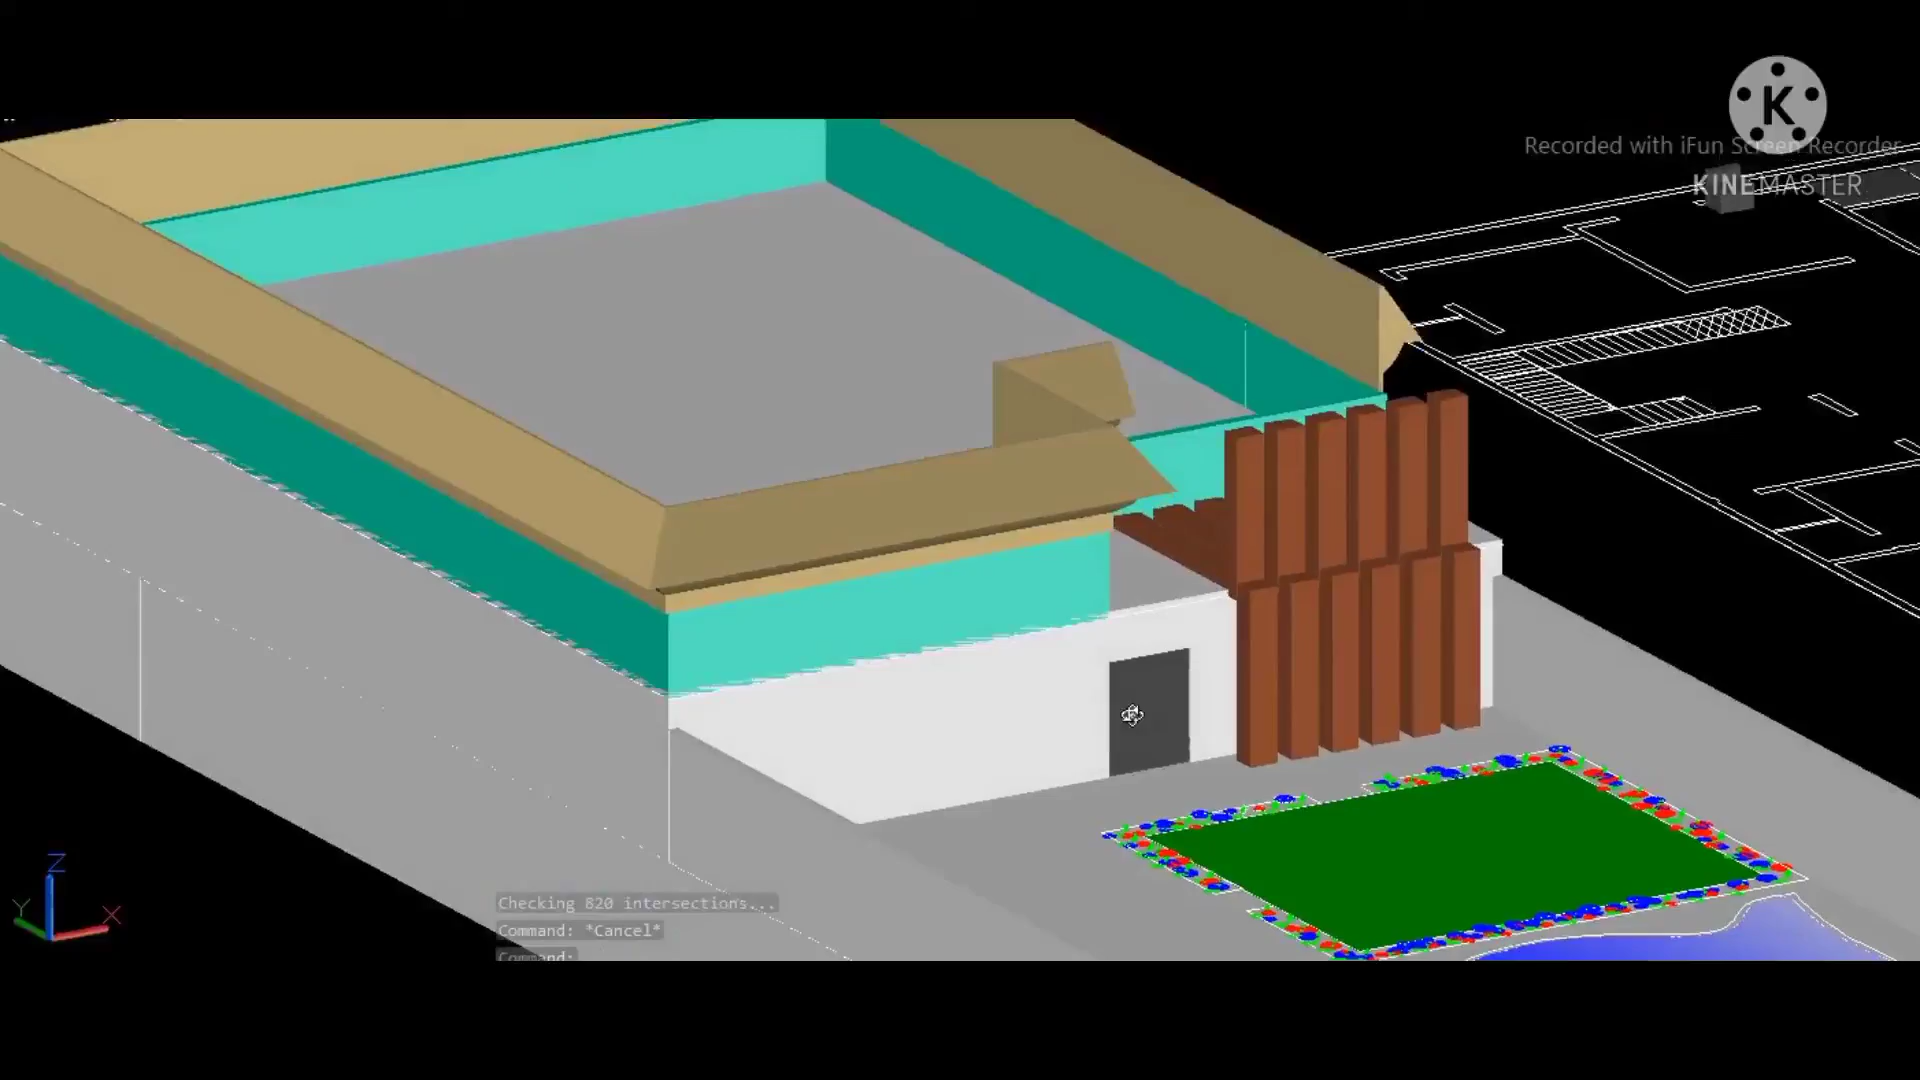 K
Recorded with iFun Screen Recorder
KINEMASTER
Z
Y
X
Checking 820 intersections...
Command: *Cancel*
Command: